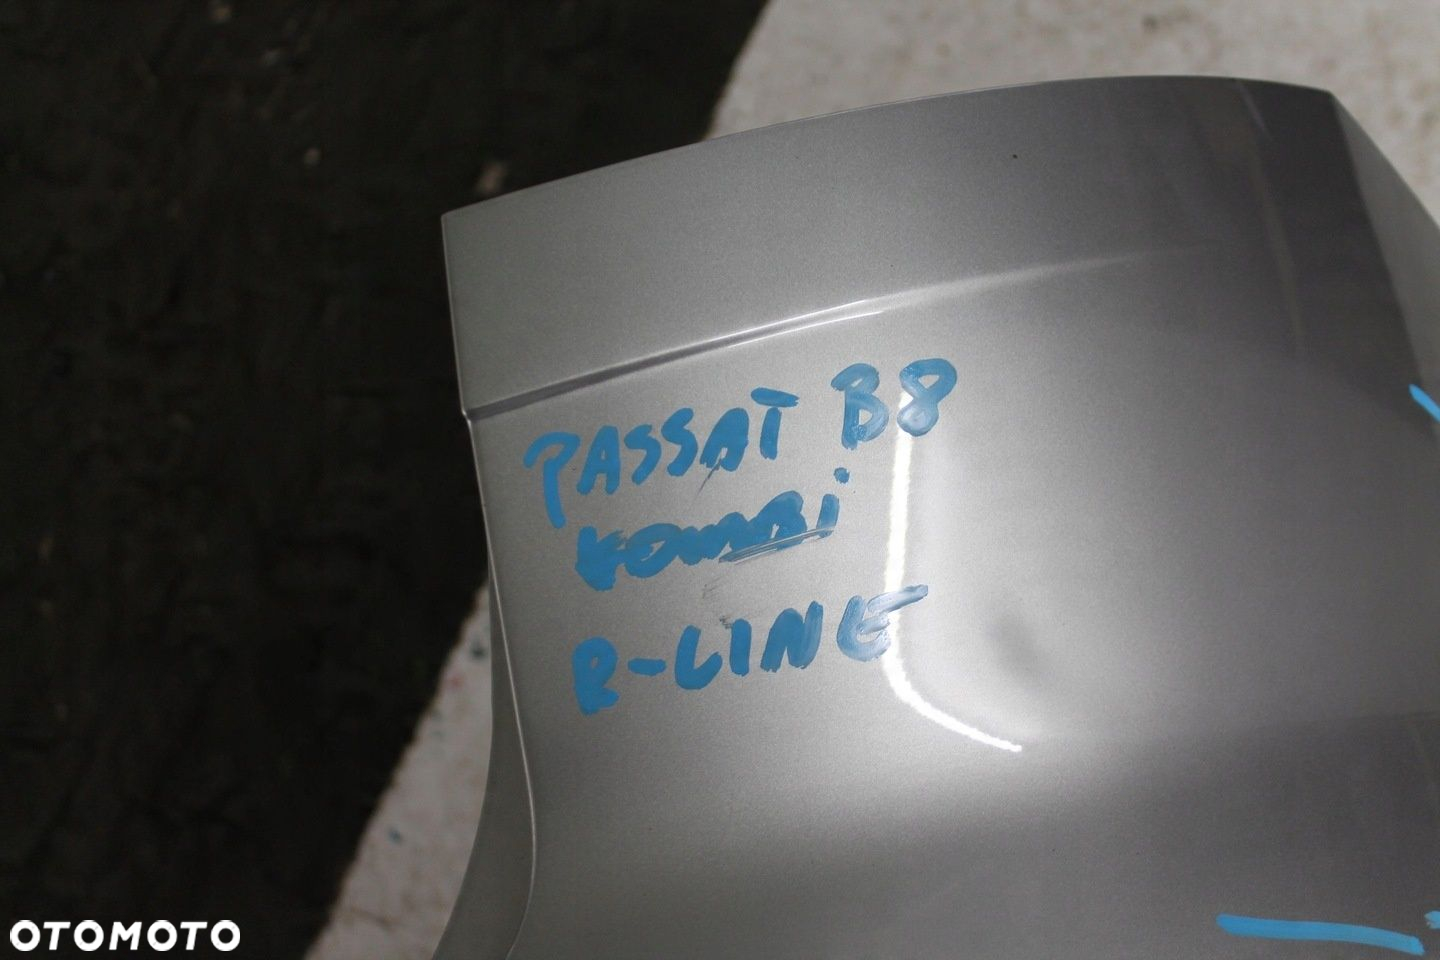 PASSAT B8
KOMBi
R-LINE
OTOMOTO